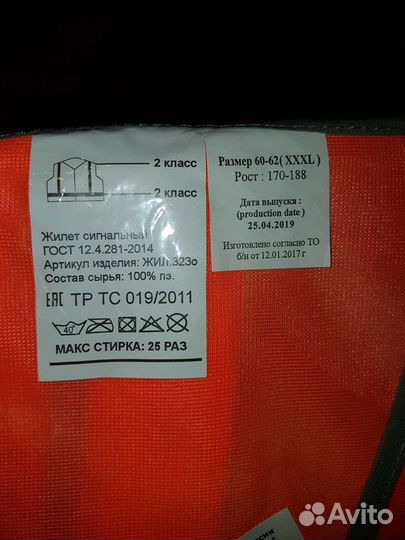 2 класс
2 класс
Жилет сигнальный
ГОСТ 12.4.281-2014
Артикул изделия: ЖИЛ.323о
Состав сырья: 100% пэ.
ЕАС ТР ТС 019/2011
40
МАКС СТИРКА: 25 РАЗ
Размер 60-62( XXXL )
Рост : 170-188
Дата выпуска :
(production date )
25.04.2019
Изготовлено согласно ТО
б/н от 12.01.2017 г
Avito